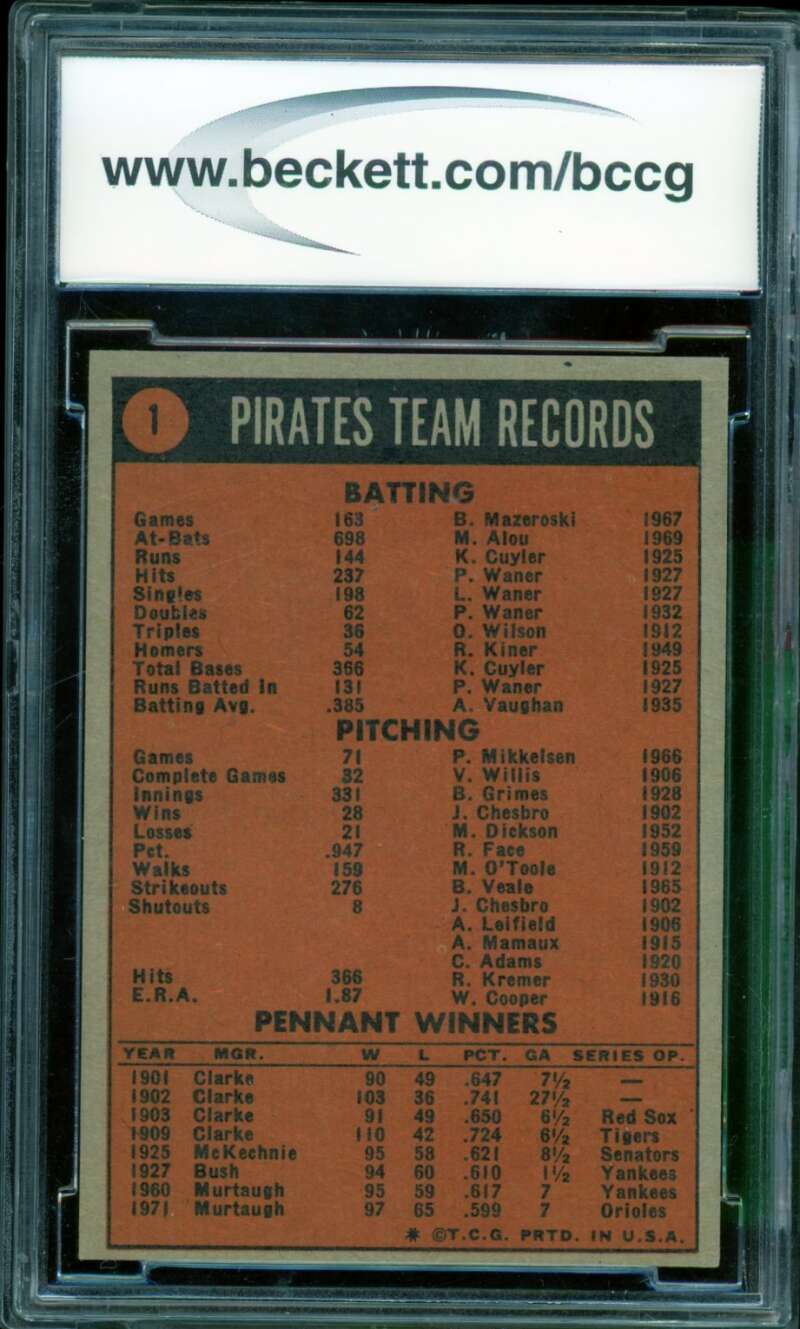 www.beckett.com/bccg
1 PIRATES TEAM RECORDS
BATTING
Games 163 B. Mazeroski 1967
At-Bats 698 M. Alou 1969
Runs 144 K. Cuyler 1925
Hits 237 P. Waner 1927
Singles 198 L. Waner 1927
Doubles 62 P. Waner 1932
Triples 36 O. Wilson 1912
Homers 54 R. Kiner 1949
Total Bases 366 K. Cuyler 1925
Runs Batted In 131 P. Waner 1927
Batting Avg. .385 A. Vaughan 1935
PITCHING
Games 71 P. Mikkelsen 1966
Complete Games 32 V. Willis 1906
Innings 331 B. Grimes 1928
Wins 28 J. Chesbro 1902
Losses 21 M. Dickson 1952
Pct. .947 R. Face 1959
Walks 159 M. O'Toole 1912
Strikeouts 276 B. Veale 1965
Shutouts 8 J. Chesbro 1902
A. Leifield 1906
A. Mamaux 1915
C. Adams 1920
Hits 366 R. Kremer 1930
E.R.A. 1.87 W. Cooper 1916
PENNANT WINNERS
YEAR MGR. W L PCT. GA SERIES OP.
1901 Clarke 90 49 .647 7½ —
1902 Clarke 103 36 .741 27½ —
1903 Clarke 91 49 .650 6½ Red Sox
1909 Clarke 110 42 .724 6½ Tigers
1925 McKechnie 95 58 .621 8½ Senators
1927 Bush 94 60 .610 1½ Yankees
1960 Murtaugh 95 59 .617 7 Yankees
1971 Murtaugh 97 65 .599 7 Orioles
* ©T.C.G. PRTD. IN U.S.A.